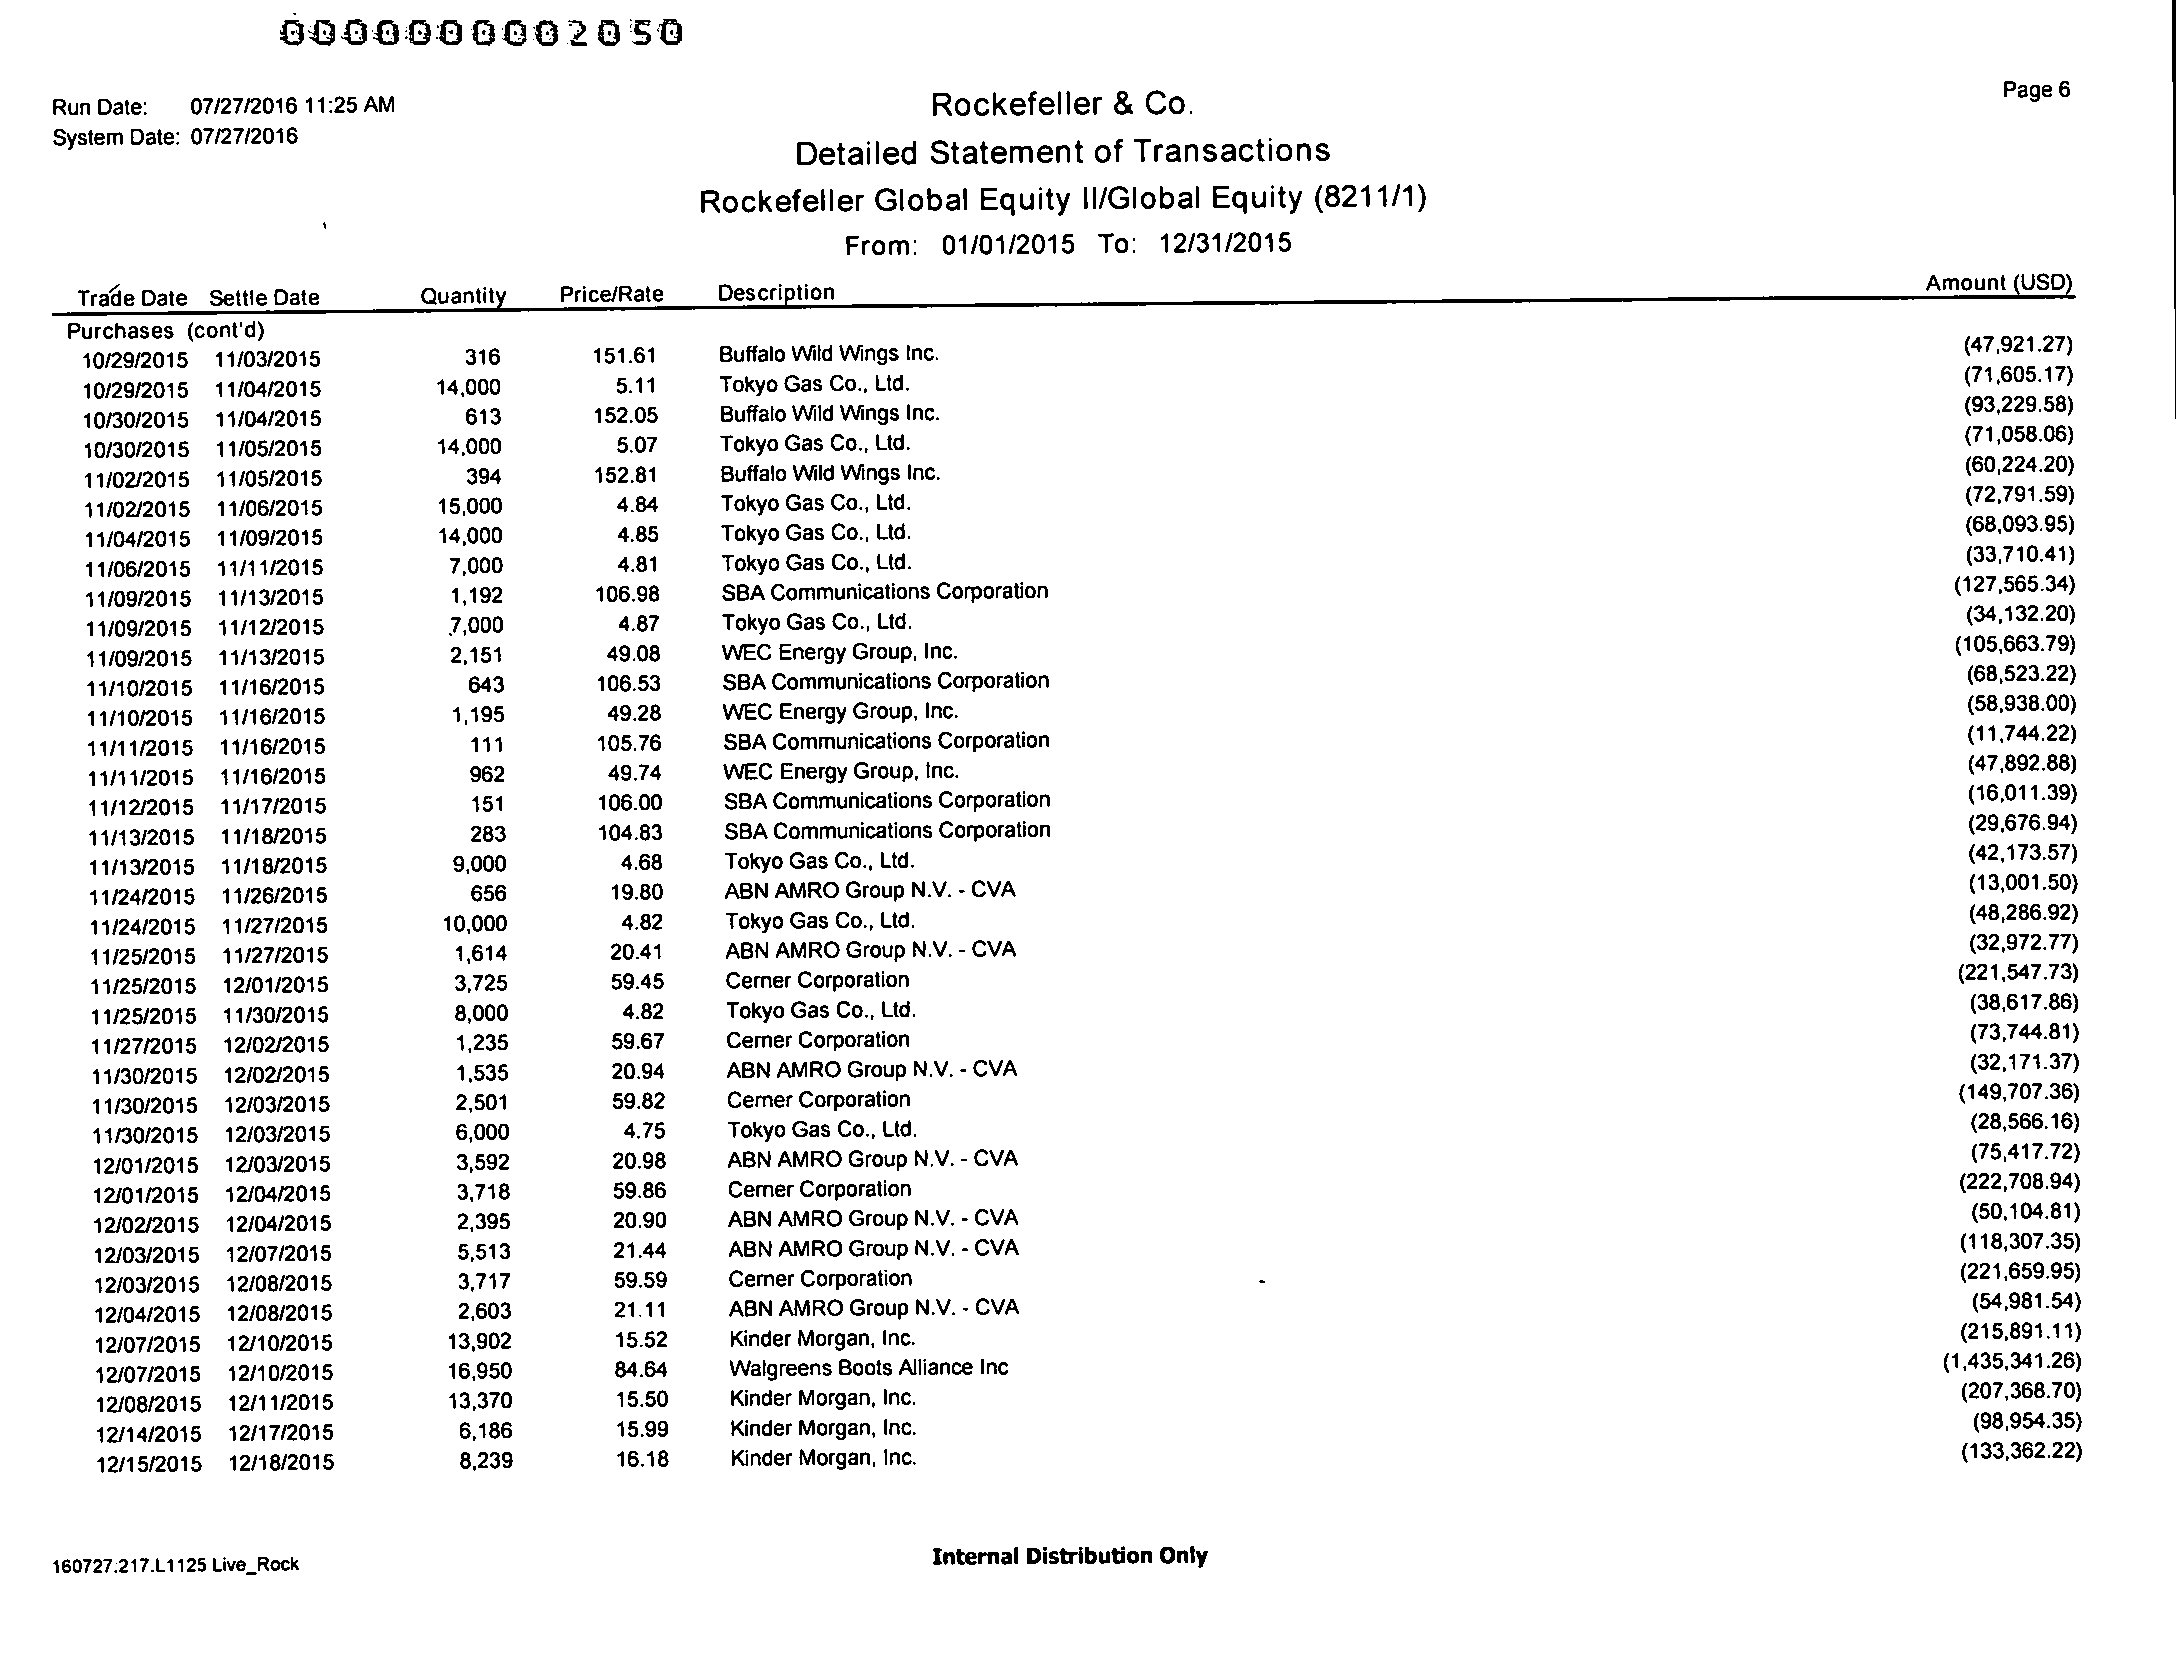 0000000002050
Page 6
Run Date: 07/27/2016 11:25 AM
System Date: 07/27/2016
Rockefeller & Co.
Detailed Statement of Transactions
Rockefeller Global Equity II/Global Equity (8211/1)
From: 01/01/2015 To: 12/31/2015
Trade Date Settle Date Quantity Price/Rate Description Amount (USD)
Purchases (cont'd)
10/29/2015 11/03/2015 316 151.61 Buffalo Wild Wings Inc. (47,921.27)
10/29/2015 11/04/2015 14,000 5.11 Tokyo Gas Co., Ltd. (71,605.17)
10/30/2015 11/04/2015 613 152.05 Buffalo Wild Wings Inc. (93,229.58)
10/30/2015 11/05/2015 14,000 5.07 Tokyo Gas Co., Ltd. (71,058.06)
11/02/2015 11/05/2015 394 152.81 Buffalo Wild Wings Inc. (60,224.20)
11/02/2015 11/06/2015 15,000 4.84 Tokyo Gas Co., Ltd. (72,791.59)
11/04/2015 11/09/2015 14,000 4.85 Tokyo Gas Co., Ltd. (68,093.95)
11/06/2015 11/11/2015 7,000 4.81 Tokyo Gas Co., Ltd. (33,710.41)
11/09/2015 11/13/2015 1,192 106.98 SBA Communications Corporation (127,565.34)
11/09/2015 11/12/2015 7,000 4.87 Tokyo Gas Co., Ltd. (34,132.20)
11/09/2015 11/13/2015 2,151 49.08 WEC Energy Group, Inc. (105,663.79)
11/10/2015 11/16/2015 643 106.53 SBA Communications Corporation (68,523.22)
11/10/2015 11/16/2015 1,195 49.28 WEC Energy Group, Inc. (58,938.00)
11/11/2015 11/16/2015 111 105.76 SBA Communications Corporation (11,744.22)
11/11/2015 11/16/2015 962 49.74 WEC Energy Group, Inc. (47,892.88)
11/12/2015 11/17/2015 151 106.00 SBA Communications Corporation (16,011.39)
11/13/2015 11/18/2015 283 104.83 SBA Communications Corporation (29,676.94)
11/13/2015 11/18/2015 9,000 4.68 Tokyo Gas Co., Ltd. (42,173.57)
11/24/2015 11/26/2015 656 19.80 ABN AMRO Group N.V. - CVA (13,001.50)
11/24/2015 11/27/2015 10,000 4.82 Tokyo Gas Co., Ltd. (48,286.92)
11/25/2015 11/27/2015 1,614 20.41 ABN AMRO Group N.V. - CVA (32,972.77)
11/25/2015 12/01/2015 3,725 59.45 Cerner Corporation (221,547.73)
11/25/2015 11/30/2015 8,000 4.82 Tokyo Gas Co., Ltd. (38,617.86)
11/27/2015 12/02/2015 1,235 59.67 Cerner Corporation (73,744.81)
11/30/2015 12/02/2015 1,535 20.94 ABN AMRO Group N.V. - CVA (32,171.37)
11/30/2015 12/03/2015 2,501 59.82 Cerner Corporation (149,707.36)
11/30/2015 12/03/2015 6,000 4.75 Tokyo Gas Co., Ltd. (28,566.16)
12/01/2015 12/03/2015 3,592 20.98 ABN AMRO Group N.V. - CVA (75,417.72)
12/01/2015 12/04/2015 3,718 59.86 Cerner Corporation (222,708.94)
12/02/2015 12/04/2015 2,395 20.90 ABN AMRO Group N.V. - CVA (50,104.81)
12/03/2015 12/07/2015 5,513 21.44 ABN AMRO Group N.V. - CVA (118,307.35)
12/03/2015 12/08/2015 3,717 59.59 Cerner Corporation (221,659.95)
12/04/2015 12/08/2015 2,603 21.11 ABN AMRO Group N.V. - CVA (54,981.54)
12/07/2015 12/10/2015 13,902 15.52 Kinder Morgan, Inc. (215,891.11)
12/07/2015 12/10/2015 16,950 84.64 Walgreens Boots Alliance Inc (1,435,341.26)
12/08/2015 12/11/2015 13,370 15.50 Kinder Morgan, Inc. (207,368.70)
12/14/2015 12/17/2015 6,186 15.99 Kinder Morgan, Inc. (98,954.35)
12/15/2015 12/18/2015 8,239 16.18 Kinder Morgan, Inc. (133,362.22)
160727.217.L1125 Live_Rock
Internal Distribution Only